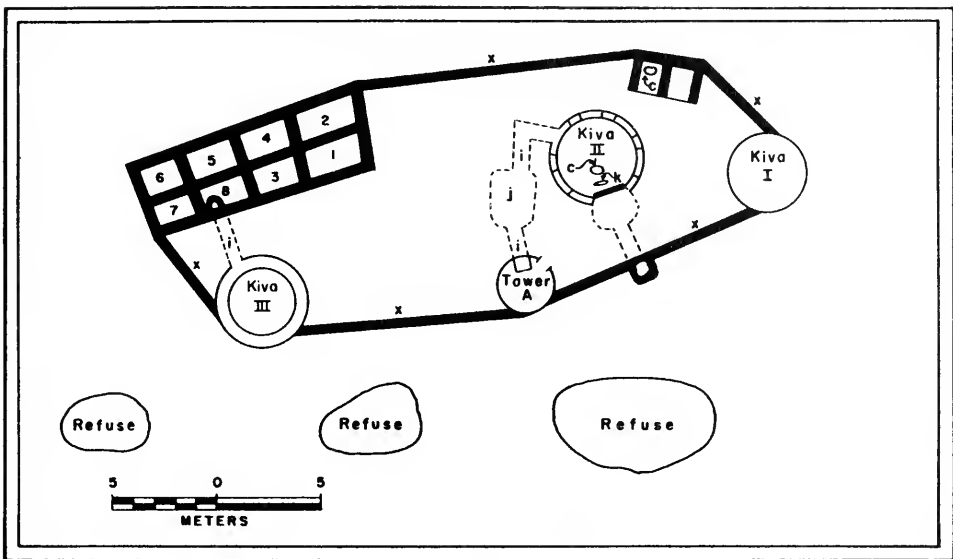 x
c
2
4
5
6
1
3
8
7
Kiva
II
c
k
Kiva
I
i
j
i
i
x
x
x
x
Kiva
III
Tower
A
Refuse
Refuse
Refuse
5 0 5
METERS